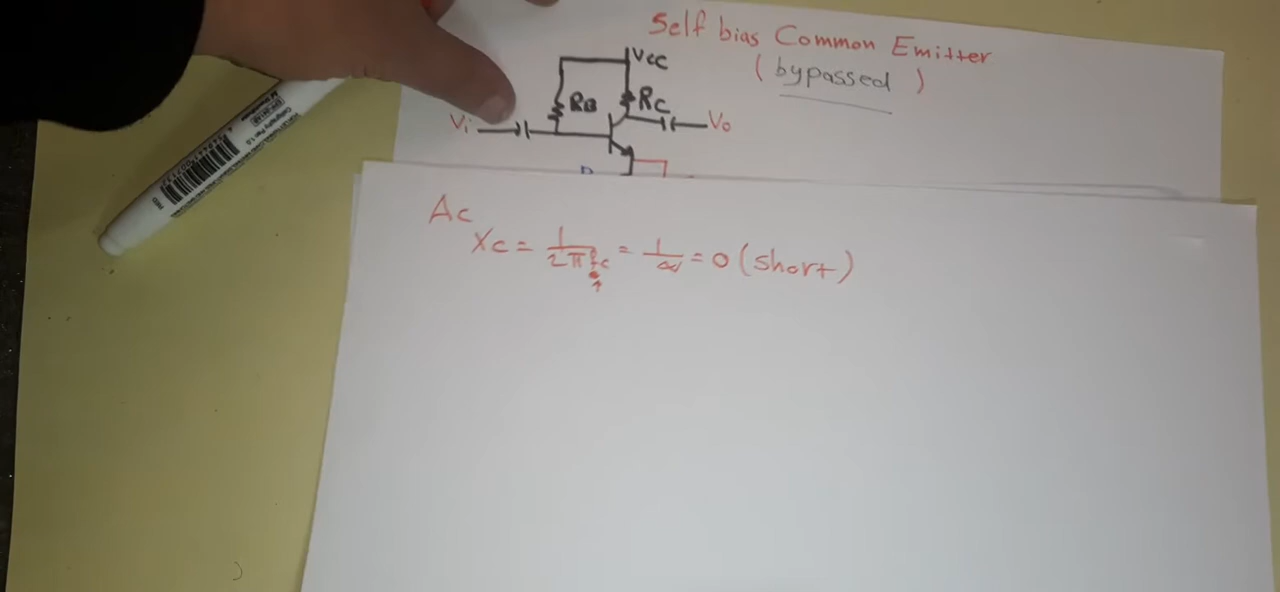 Self bias Common Emitter
(bypassed)
Vcc
RB
Rc
Vi
Vo
Ac
Xc = 1/2πfc = 1/∞ = 0 (short)